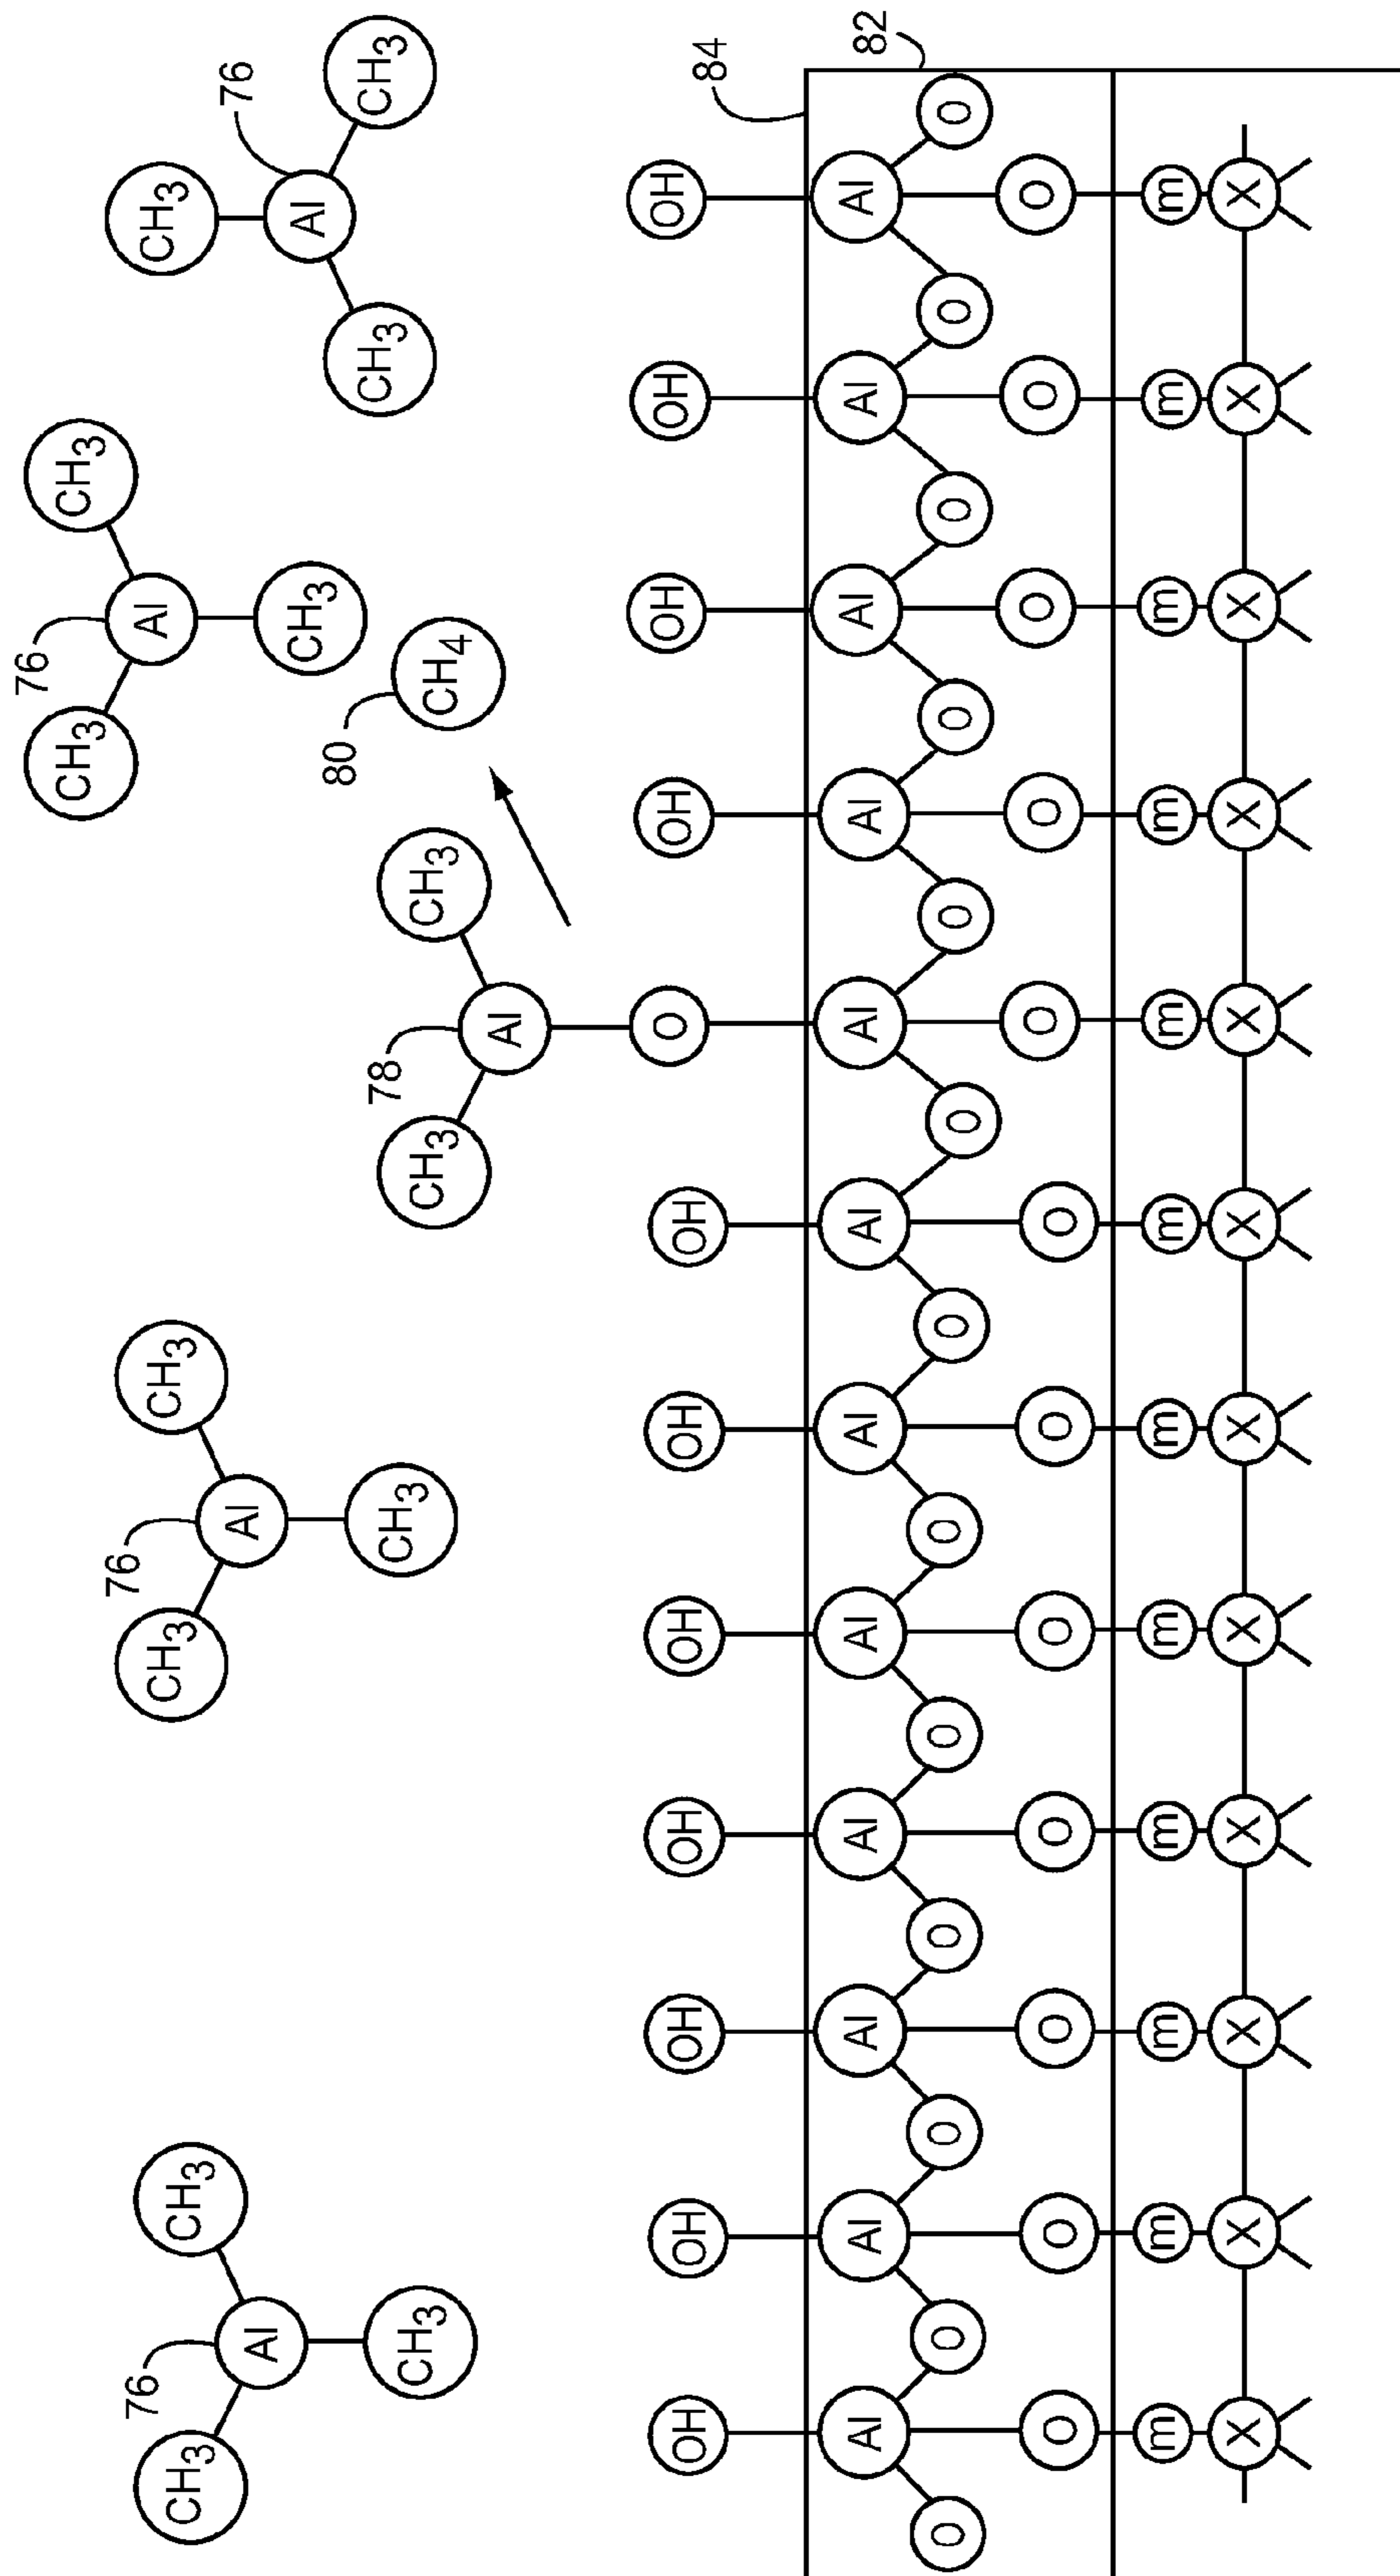 76
CH3 CH3
76 CH3 CH3
76 CH3 CH3 Al CH3
CH3 CH3 76
Al Al
CH3 Al
80
CH3 CH3 78 CH3 CH3
CH3 CH3 CH4
Al
OH OH OH OH OH OH OH O OH OH OH OH
84
Al Al Al Al Al Al Al Al Al Al Al Al
82
O O O O O O O O O O O O O
O O O O O O O O O O O O
m m m m m m m m m m m m
X X X X X X X X X X X X